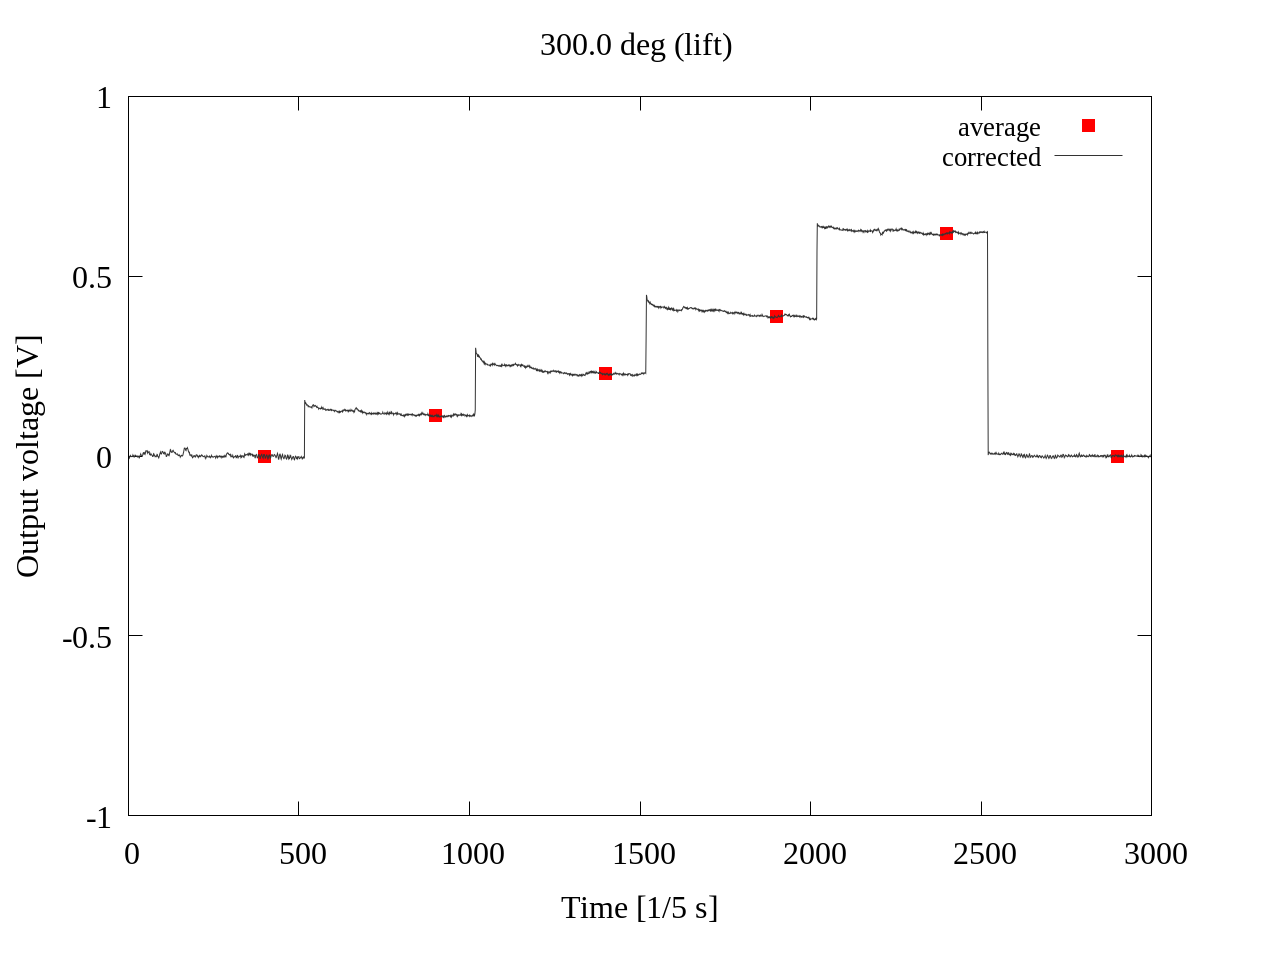 300.0 deg (lift)
average
corrected
1
0.5
0
-0.5
-1
Output voltage [V]
0 500 1000 1500 2000 2500 3000
Time [1/5 s]